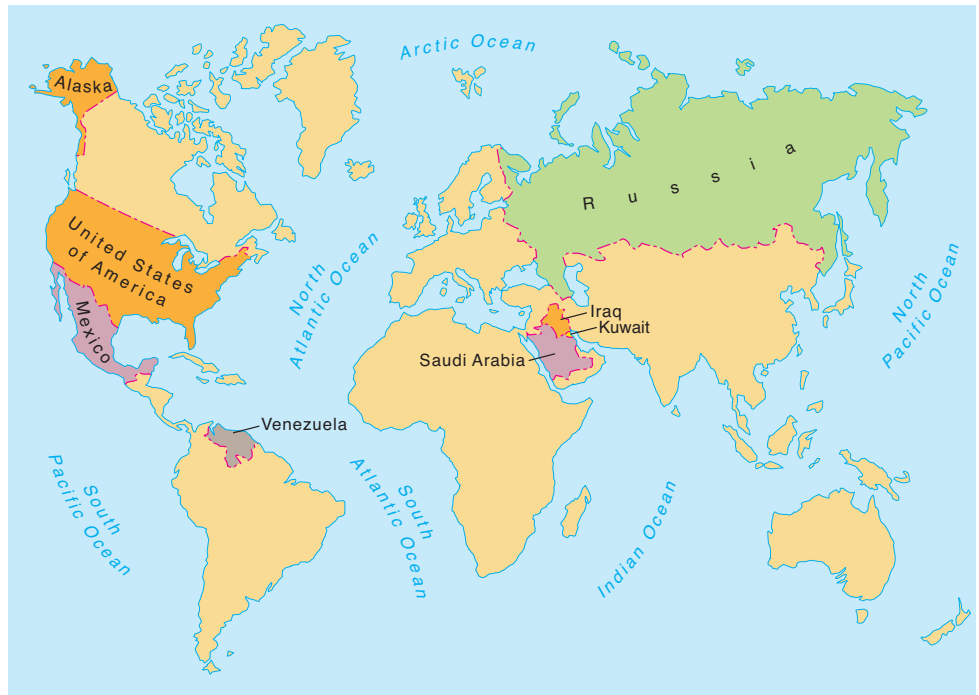 Arctic Ocean
Alaska
Russia
United States
of America
North
Atlantic Ocean
North
Pacific Ocean
Mexico
Iraq
Kuwait
Saudi Arabia
Venezuela
South
Pacific Ocean
South
Atlantic Ocean
Indian Ocean